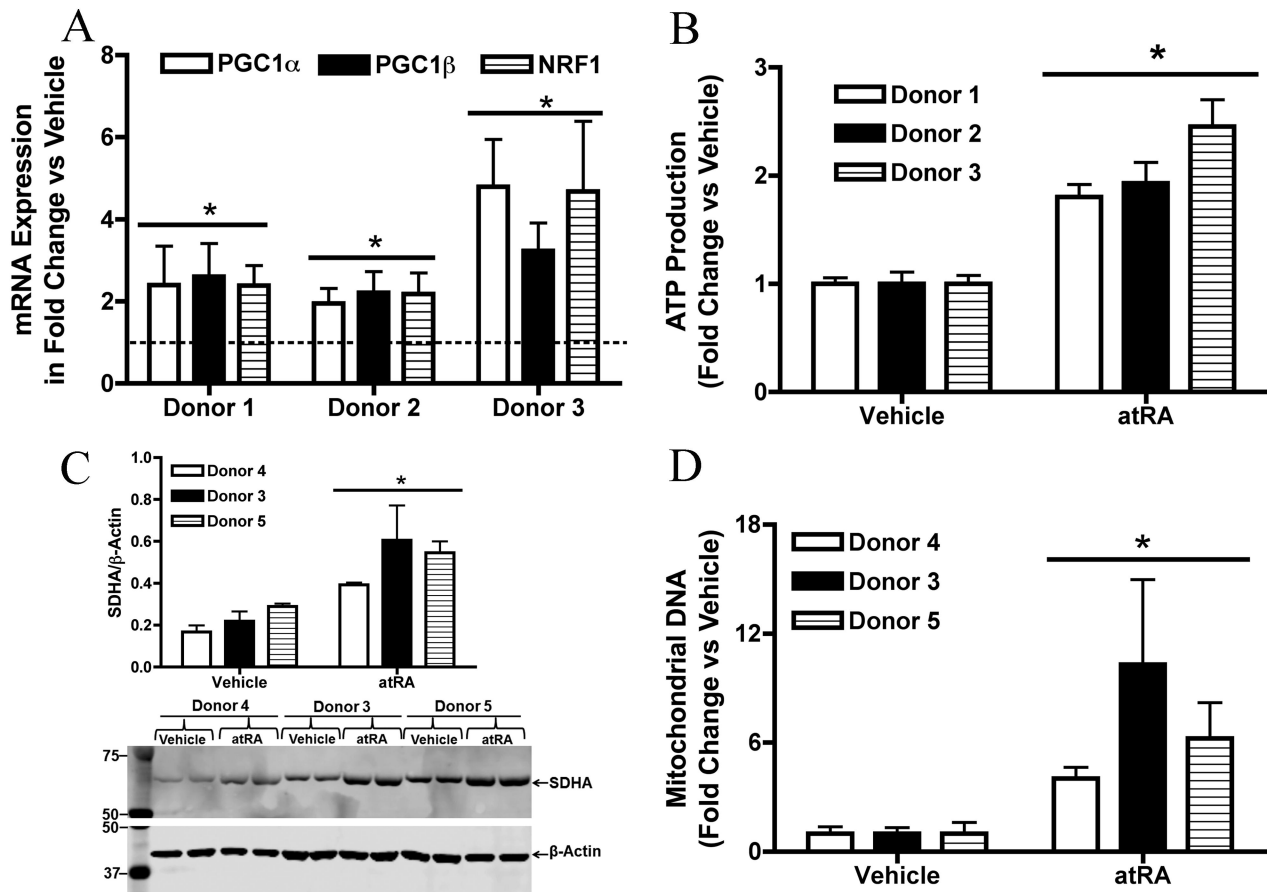 A
mRNA Expression
in Fold Change vs Vehicle
8
6
4
2
0
PGC1α PGC1β NRF1
*
*
*
Donor 1 Donor 2 Donor 3
B
ATP Production
(Fold Change vs Vehicle)
3
2
1
0
Donor 1
Donor 2
Donor 3
*
Vehicle atRA
C
SDHA/β-Actin
1.0
0.8
0.6
0.4
0.2
0.0
Donor 4
Donor 3
Donor 5
*
Vehicle atRA
Donor 4 Donor 3 Donor 5
Vehicle atRA Vehicle atRA Vehicle atRA
75
SDHA
50
50
β-Actin
37
D
Mitochondrial DNA
(Fold Change vs Vehicle)
18
12
6
0
Donor 4
Donor 3
Donor 5
*
Vehicle atRA